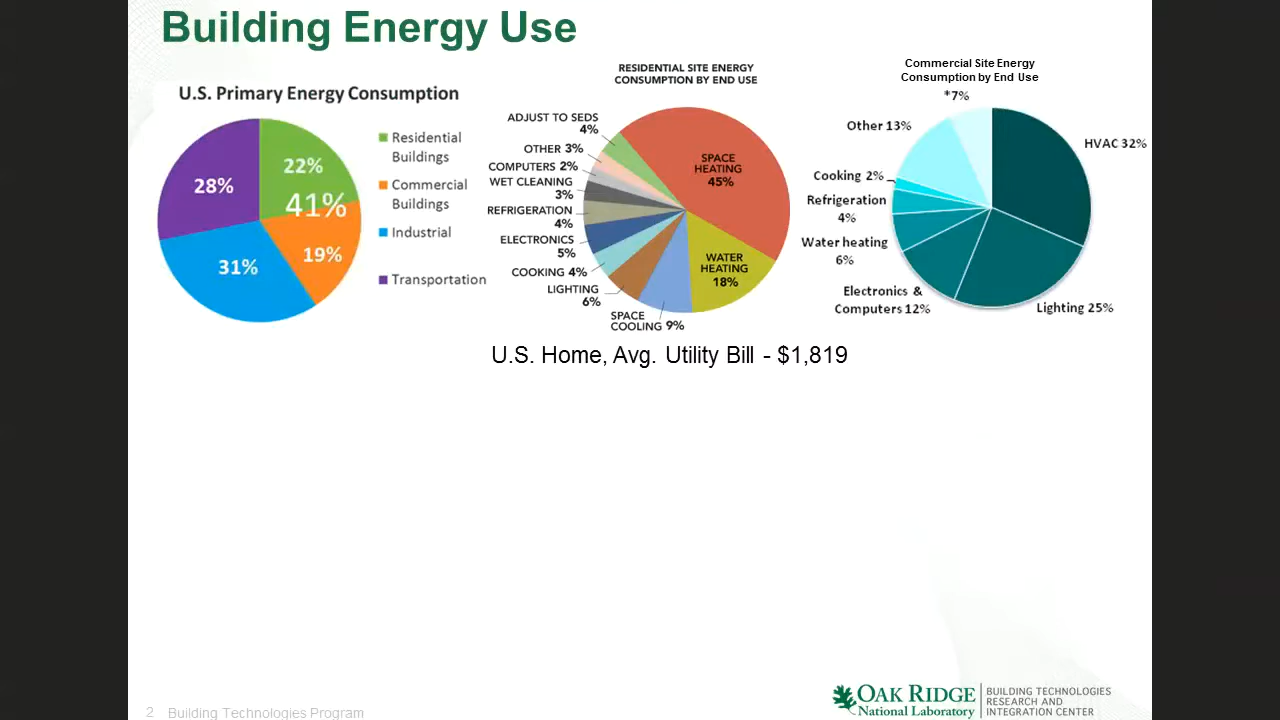 Building Energy Use
U.S. Primary Energy Consumption
22%
41%
19%
31%
28%
Residential
Buildings
Commercial
Buildings
Industrial
Transportation
RESIDENTIAL SITE ENERGY
CONSUMPTION BY END USE
ADJUST TO SEDS
4%
OTHER 3%
COMPUTERS 2%
WET CLEANING
3%
REFRIGERATION
4%
ELECTRONICS
5%
COOKING 4%
LIGHTING
6%
SPACE
COOLING 9%
SPACE
HEATING
45%
WATER
HEATING
18%
Commercial Site Energy
Consumption by End Use
*7%
Other 13%
Cooking 2%
Refrigeration
4%
Water heating
6%
Electronics &
Computers 12%
HVAC 32%
Lighting 25%
U.S. Home, Avg. Utility Bill - $1,819
2 Building Technologies Program
OAK RIDGE
National Laboratory
BUILDING TECHNOLOGIES
RESEARCH AND
INTEGRATION CENTER